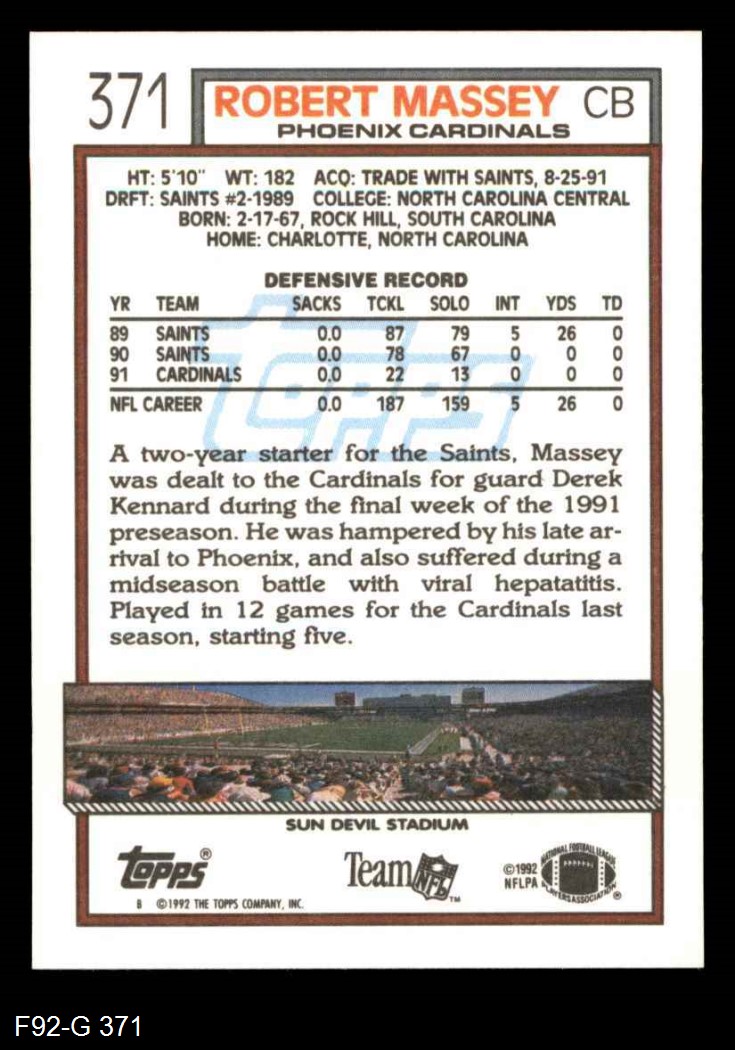 371
ROBERT MASSEY CB
PHOENIX CARDINALS
HT: 5'10" WT: 182 ACQ: TRADE WITH SAINTS, 8-25-91
DRFT: SAINTS #2-1989 COLLEGE: NORTH CAROLINA CENTRAL
BORN: 2-17-67, ROCK HILL, SOUTH CAROLINA
HOME: CHARLOTTE, NORTH CAROLINA
DEFENSIVE RECORD
YR TEAM SACKS TCKL SOLO INT YDS TD
89 SAINTS 0.0 87 79 5 26 0
90 SAINTS 0.0 78 67 0 0 0
91 CARDINALS 0.0 22 13 0 0 0
NFL CAREER 0.0 187 159 5 26 0
topps
A two-year starter for the Saints, Massey
was dealt to the Cardinals for guard Derek
Kennard during the final week of the 1991
preseason. He was hampered by his late ar-
rival to Phoenix, and also suffered during a
midseason battle with viral hepatatitis.
Played in 12 games for the Cardinals last
season, starting five.
SUN DEVIL STADIUM
topps®
Team NFL™
©1992
NFLPA
NATIONAL FOOTBALL LEAGUE
PLAYERS ASSOCIATION
®
B ©1992 THE TOPPS COMPANY, INC.
F92-G 371